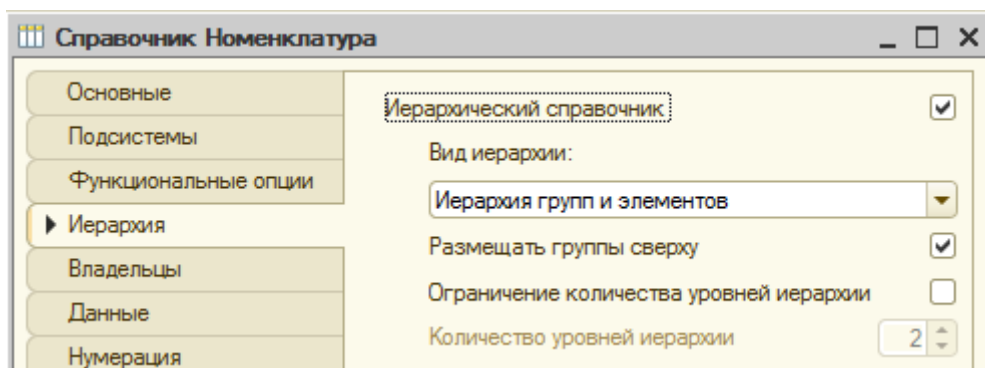 Справочник Номенклатура
Основные
Подсистемы
Функциональные опции
Иерархия
Владельцы
Данные
Нумерация
Иерархический справочник
Вид иерархии:
Иерархия групп и элементов
Размещать группы сверху
Ограничение количества уровней иерархии
Количество уровней иерархии 2